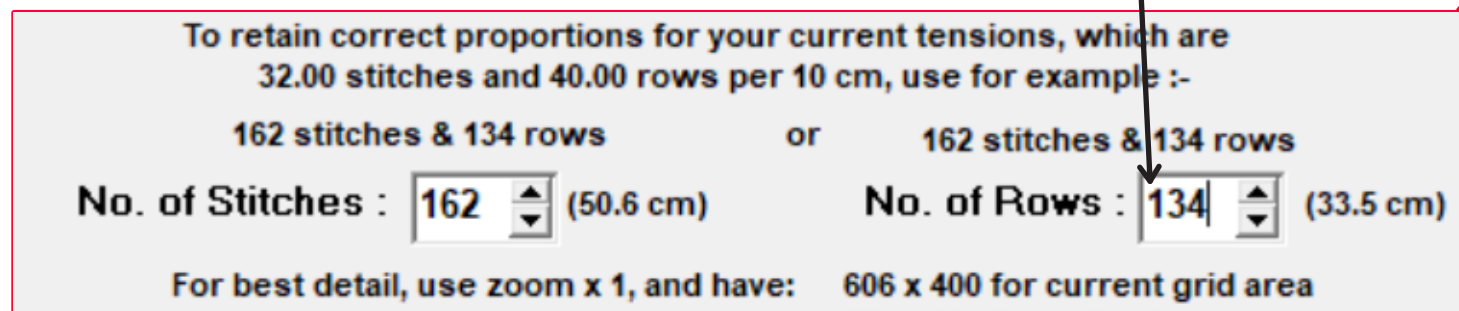 To retain correct proportions for your current tensions, which are
32.00 stitches and 40.00 rows per 10 cm, use for example :-
162 stitches & 134 rows or 162 stitches & 134 rows
No. of Stitches : 162 (50.6 cm) No. of Rows : 134 (33.5 cm)
For best detail, use zoom x 1, and have: 606 x 400 for current grid area